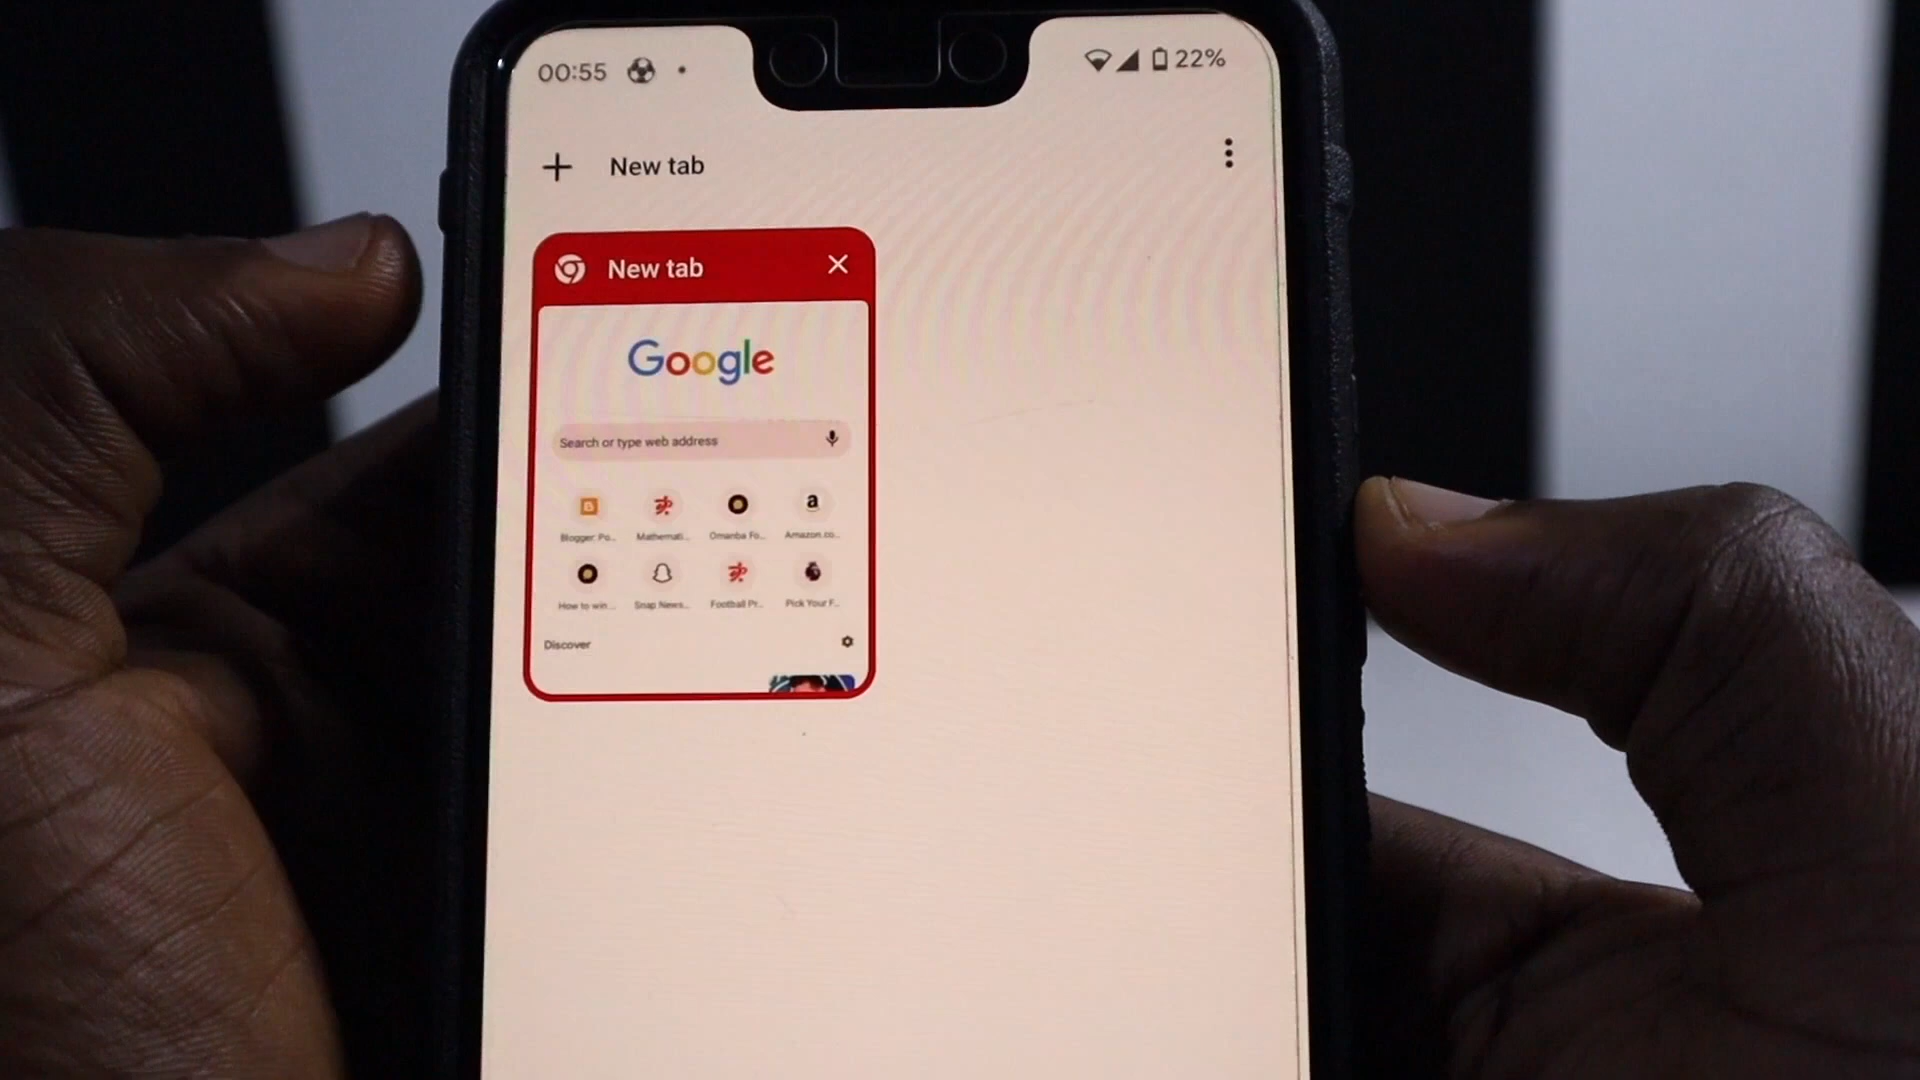 00:55 22%
New tab
New tab
Google
Search or type web address
Blogger: Po... Mathemati... Omanba Fo... Amazon.co...
How to win ... Snap News... Football Pr... Pick Your F...
Discover